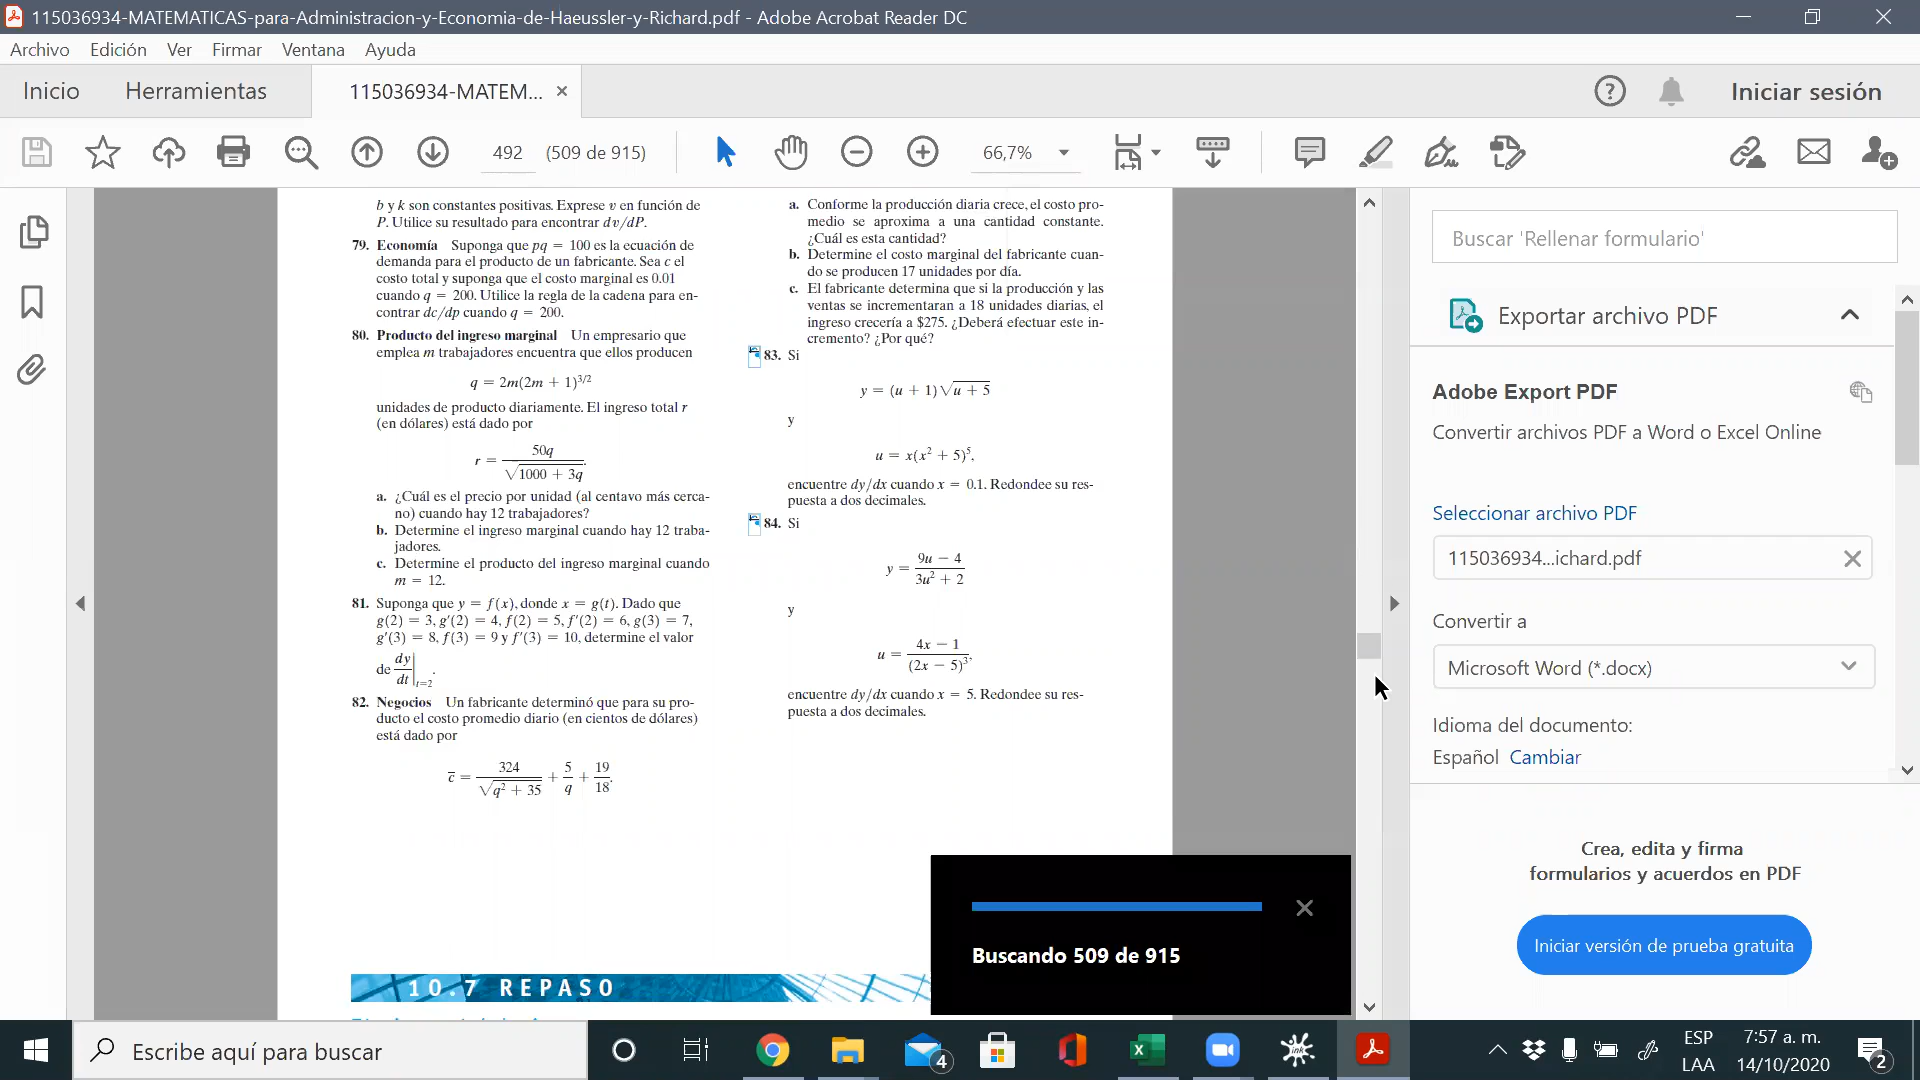 115036934-MATEMATICAS-para-Administracion-y-Economia-de-Haeussler-y-Richard.pdf - Adobe Acrobat Reader DC
Archivo Edición Ver Firmar Ventana Ayuda
Inicio Herramientas 115036934-MATEM... × Iniciar sesión
492 (509 de 915) 66,7%
b y k son constantes positivas. Exprese v en función de
P. Utilice su resultado para encontrar dv/dP.
79. Economía Suponga que pq = 100 es la ecuación de
demanda para el producto de un fabricante. Sea c el
costo total y suponga que el costo marginal es 0.01
cuando q = 200. Utilice la regla de la cadena para en-
contrar dc/dp cuando q = 200.
80. Producto del ingreso marginal Un empresario que
emplea m trabajadores encuentra que ellos producen
q = 2m(2m + 1)^3/2
unidades de producto diariamente. El ingreso total r
(en dólares) está dado por
r = 50q / √(1000 + 3q).
a. ¿Cuál es el precio por unidad (al centavo más cerca-
no) cuando hay 12 trabajadores?
b. Determine el ingreso marginal cuando hay 12 traba-
jadores.
c. Determine el producto del ingreso marginal cuando
m = 12.
81. Suponga que y = f(x), donde x = g(t). Dado que
g(2) = 3, g′(2) = 4, f(2) = 5, f′(2) = 6, g(3) = 7,
g′(3) = 8, f(3) = 9 y f′(3) = 10, determine el valor
de dy/dt |t=2.
82. Negocios Un fabricante determinó que para su pro-
ducto el costo promedio diario (en cientos de dólares)
está dado por
c̅ = 324 / √(q² + 35) + 5/q + 19/18.
a. Conforme la producción diaria crece, el costo pro-
medio se aproxima a una cantidad constante.
¿Cuál es esta cantidad?
b. Determine el costo marginal del fabricante cuan-
do se producen 17 unidades por día.
c. El fabricante determina que si la producción y las
ventas se incrementaran a 18 unidades diarias, el
ingreso crecería a $275. ¿Deberá efectuar este in-
cremento? ¿Por qué?
83. Si
y = (u + 1)√(u + 5)
y
u = x(x² + 5)⁵,
encuentre dy/dx cuando x = 0.1. Redondee su res-
puesta a dos decimales.
84. Si
y = (9u − 4) / (3u² + 2)
y
u = (4x − 1) / (2x − 5)³,
encuentre dy/dx cuando x = 5. Redondee su res-
puesta a dos decimales.
10.7 REPASO
Buscando 509 de 915
Buscar 'Rellenar formulario'
Exportar archivo PDF
Adobe Export PDF
Convertir archivos PDF a Word o Excel Online
Seleccionar archivo PDF
115036934...ichard.pdf
Convertir a
Microsoft Word (*.docx)
Idioma del documento:
Español Cambiar
Crea, edita y firma
formularios y acuerdos en PDF
Iniciar versión de prueba gratuita
Escribe aquí para buscar
4
ink
ESP
LAA
7:57 a. m.
14/10/2020
2